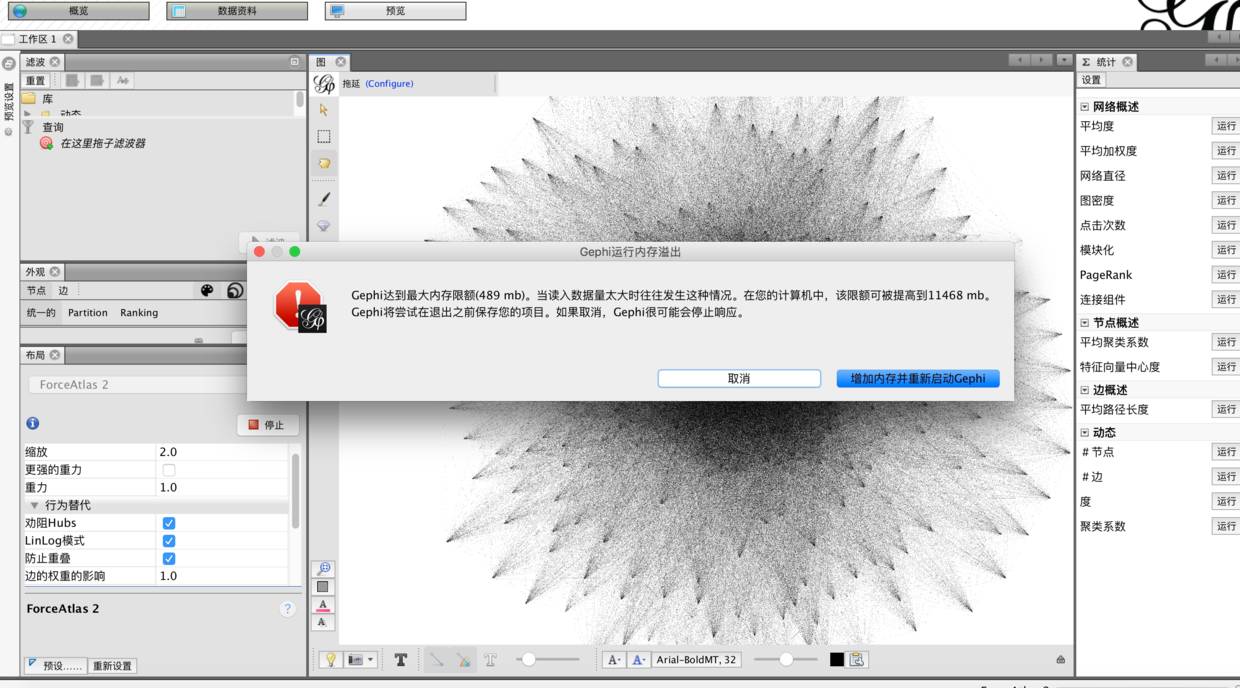 概览
数据资料
预览
工作区 1
预览设置
滤波
重置
库
动态
查询
在这里拖子滤波器
滤波
外观
节点 边
统一的 Partition Ranking
布局
ForceAtlas 2
停止
缩放 2.0
更强的重力
重力 1.0
行为替代
劝阻Hubs
LinLog模式
防止重叠
边的权重的影响 1.0
ForceAtlas 2
?
预设…… 重新设置
图
拖延 (Configure)
Gephi运行内存溢出
Gephi达到最大内存限额(489 mb)。当读入数据量太大时往往发生这种情况。在您的计算机中，该限额可被提高到11468 mb。
Gephi将尝试在退出之前保存您的项目。如果取消，Gephi很可能会停止响应。
取消
增加内存并重新启动Gephi
Arial-BoldMT, 32
Σ 统计
设置
网络概述
平均度 运行
平均加权度 运行
网络直径 运行
图密度 运行
点击次数 运行
模块化 运行
PageRank 运行
连接组件 运行
节点概述
平均聚类系数 运行
特征向量中心度 运行
边概述
平均路径长度 运行
动态
# 节点 运行
# 边 运行
度 运行
聚类系数 运行